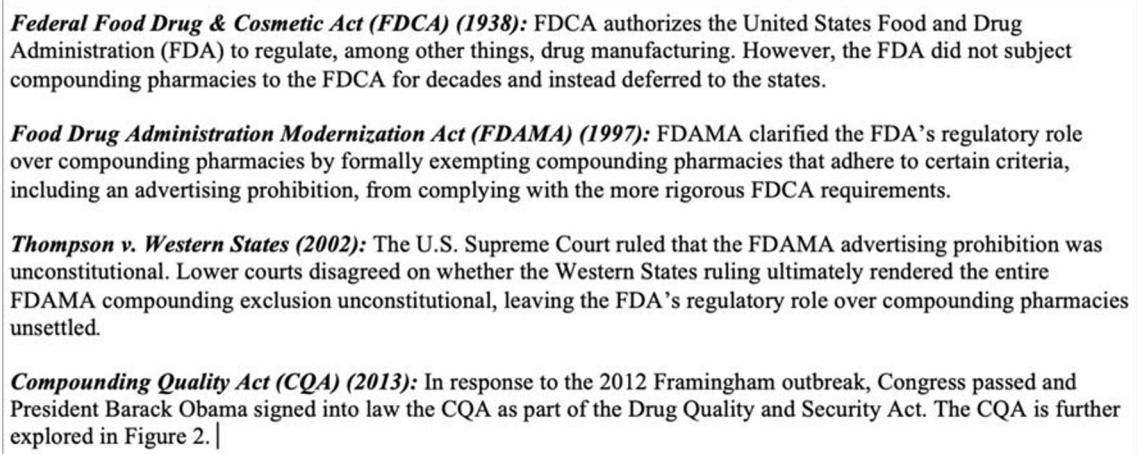 Federal Food Drug & Cosmetic Act (FDCA) (1938): FDCA authorizes the United States Food and Drug
Administration (FDA) to regulate, among other things, drug manufacturing. However, the FDA did not subject
compounding pharmacies to the FDCA for decades and instead deferred to the states.
Food Drug Administration Modernization Act (FDAMA) (1997): FDAMA clarified the FDA's regulatory role
over compounding pharmacies by formally exempting compounding pharmacies that adhere to certain criteria,
including an advertising prohibition, from complying with the more rigorous FDCA requirements.
Thompson v. Western States (2002): The U.S. Supreme Court ruled that the FDAMA advertising prohibition was
unconstitutional. Lower courts disagreed on whether the Western States ruling ultimately rendered the entire
FDAMA compounding exclusion unconstitutional, leaving the FDA's regulatory role over compounding pharmacies
unsettled.
Compounding Quality Act (CQA) (2013): In response to the 2012 Framingham outbreak, Congress passed and
President Barack Obama signed into law the CQA as part of the Drug Quality and Security Act. The CQA is further
explored in Figure 2.